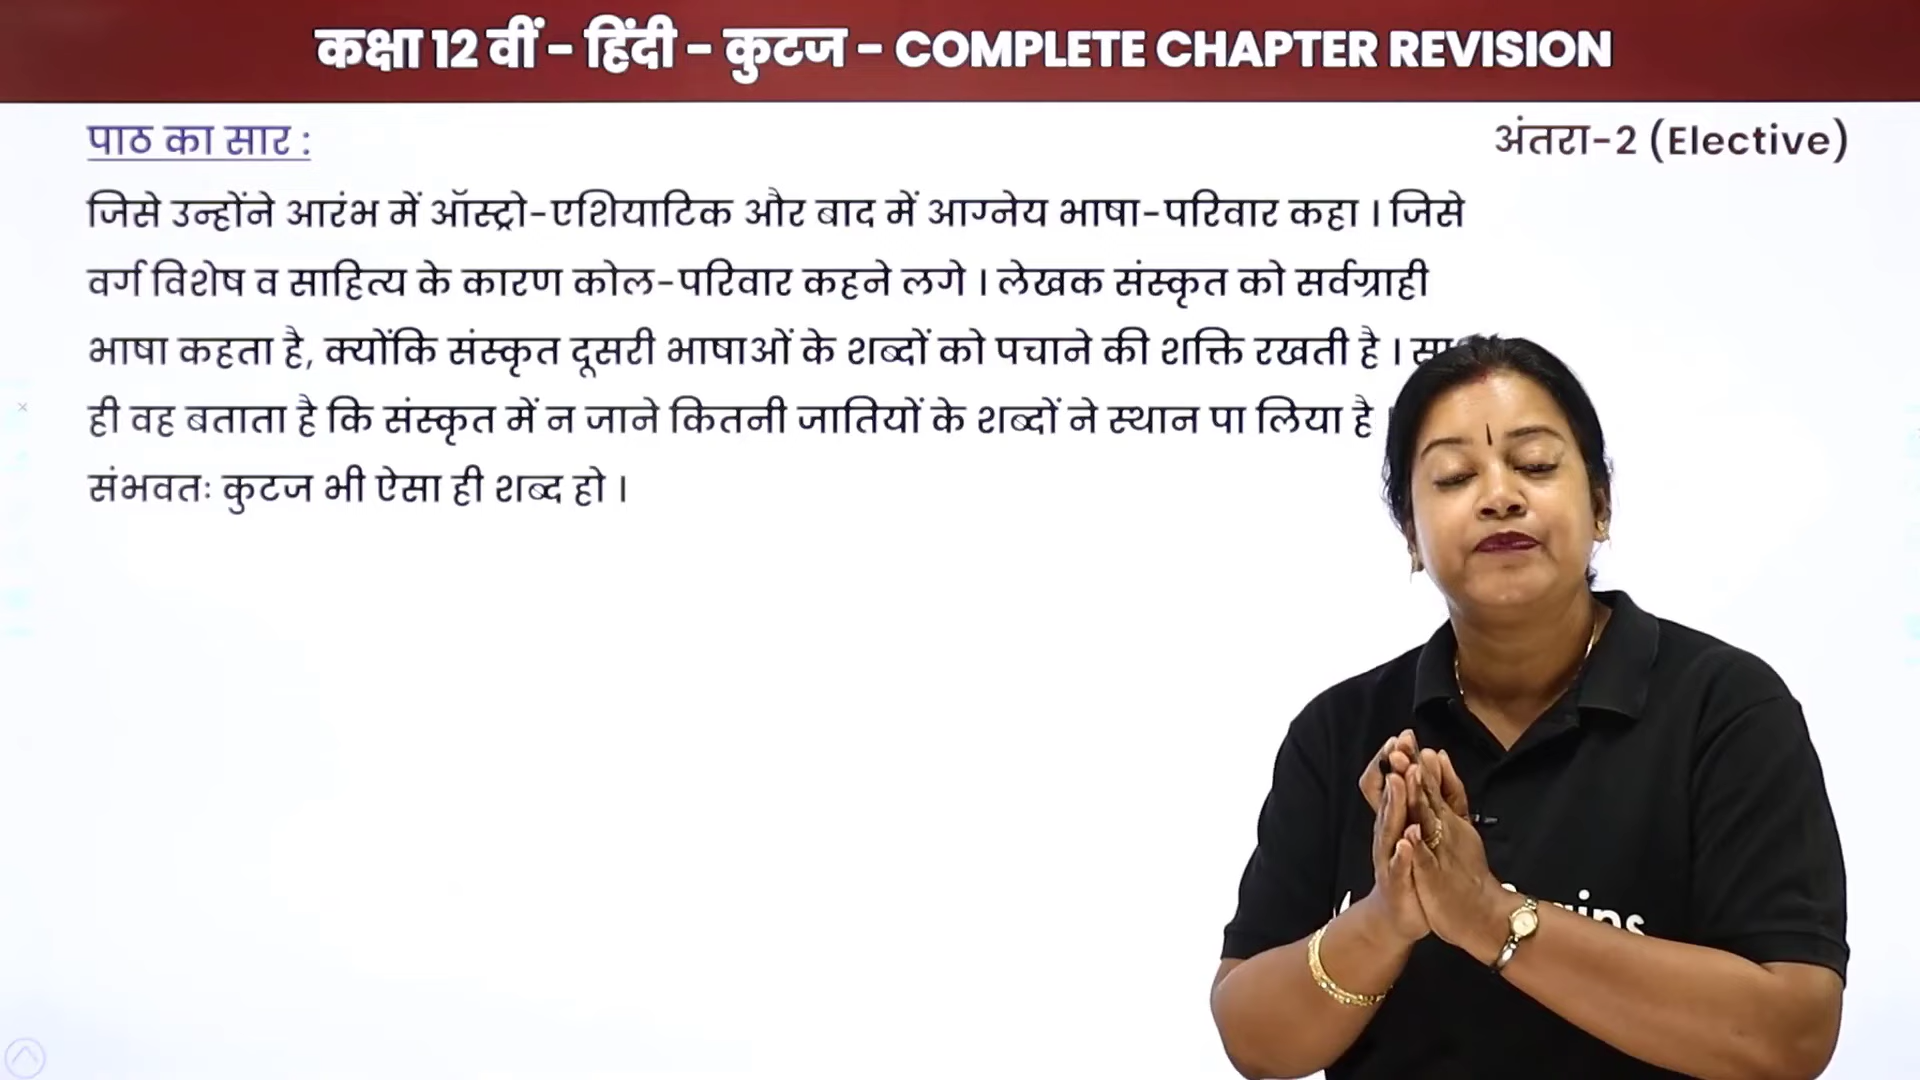 कक्षा 12 वीं - हिंदी - कुटज - COMPLETE CHAPTER REVISION
पाठ का सार :
अंतरा-2 (Elective)
जिसे उन्होंने आरंभ में ऑस्ट्रो-एशियाटिक और बाद में आग्नेय भाषा-परिवार कहा । जिसे
वर्ग विशेष व साहित्य के कारण कोल-परिवार कहने लगे । लेखक संस्कृत को सर्वग्राही
भाषा कहता है, क्योंकि संस्कृत दूसरी भाषाओं के शब्दों को पचाने की शक्ति रखती है ।
ही वह बताता है कि संस्कृत में न जाने कितनी जातियों के शब्दों ने स्थान पा लिया है ।
संभवतः कुटज भी ऐसा ही शब्द हो ।